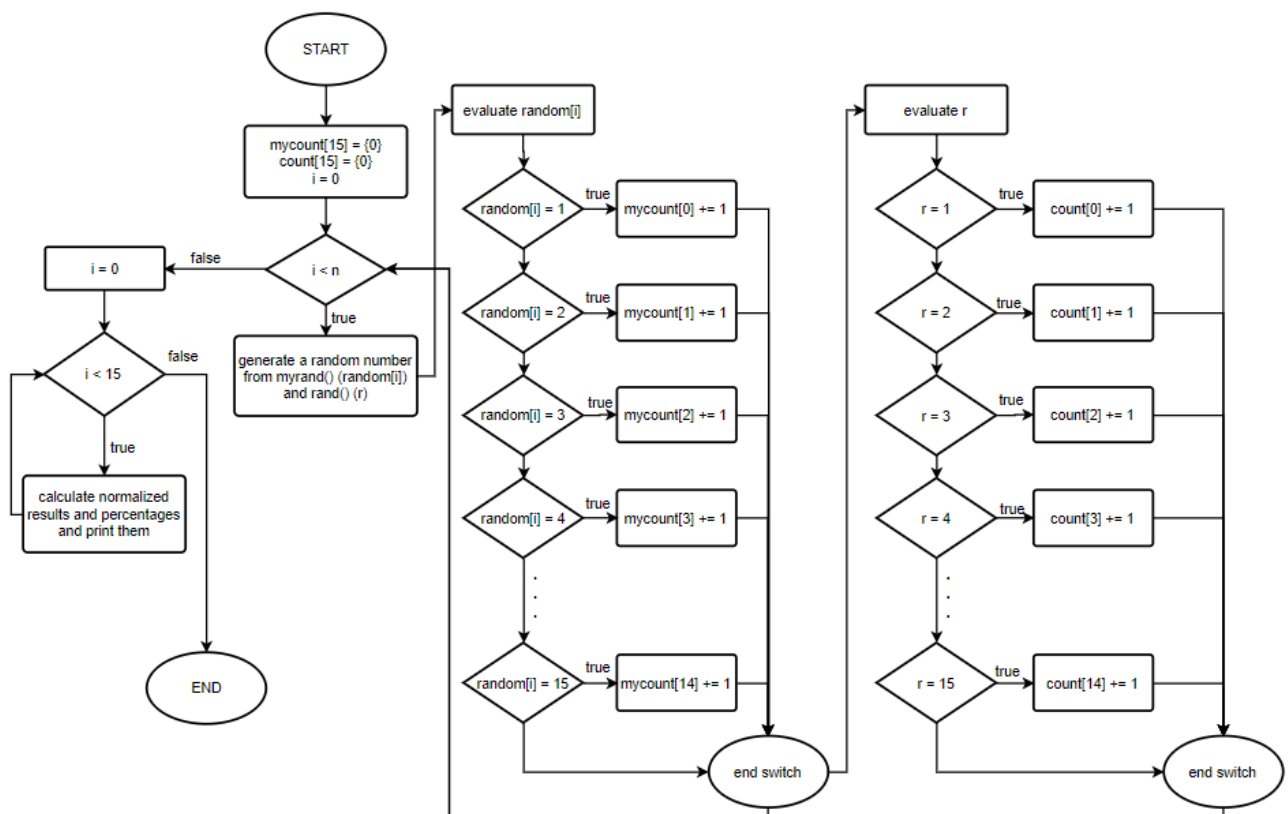 START
mycount[15] = {0}
count[15] = {0}
i = 0
i < n
false
true
i = 0
i < 15
false
true
calculate normalized
results and percentages
and print them
END
generate a random number
from myrand() (random[i])
and rand() (r)
evaluate random[i]
random[i] = 1
true
mycount[0] += 1
random[i] = 2
true
mycount[1] += 1
random[i] = 3
true
mycount[2] += 1
random[i] = 4
true
mycount[3] += 1
.
.
.
random[i] = 15
true
mycount[14] += 1
end switch
evaluate r
r = 1
true
count[0] += 1
r = 2
true
count[1] += 1
r = 3
true
count[2] += 1
r = 4
true
count[3] += 1
.
.
.
r = 15
true
count[14] += 1
end switch